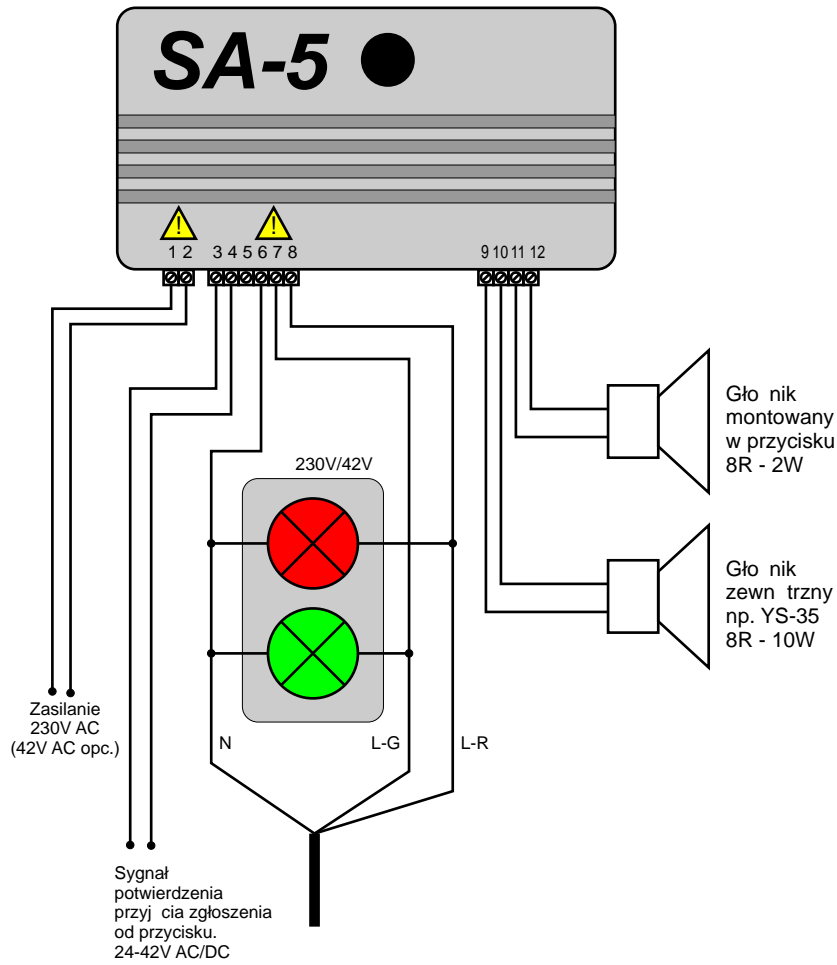 SA-5
! !
1 2 3 4 5 6 7 8 9 10 11 12
230V/42V
Gło nik
montowany
w przycisku
8R - 2W
Gło nik
zewn trzny
np. YS-35
8R - 10W
Zasilanie
230V AC
(42V AC opc.)
N L-G L-R
Sygnał
potwierdzenia
przyj cia zgłoszenia
od przycisku.
24-42V AC/DC